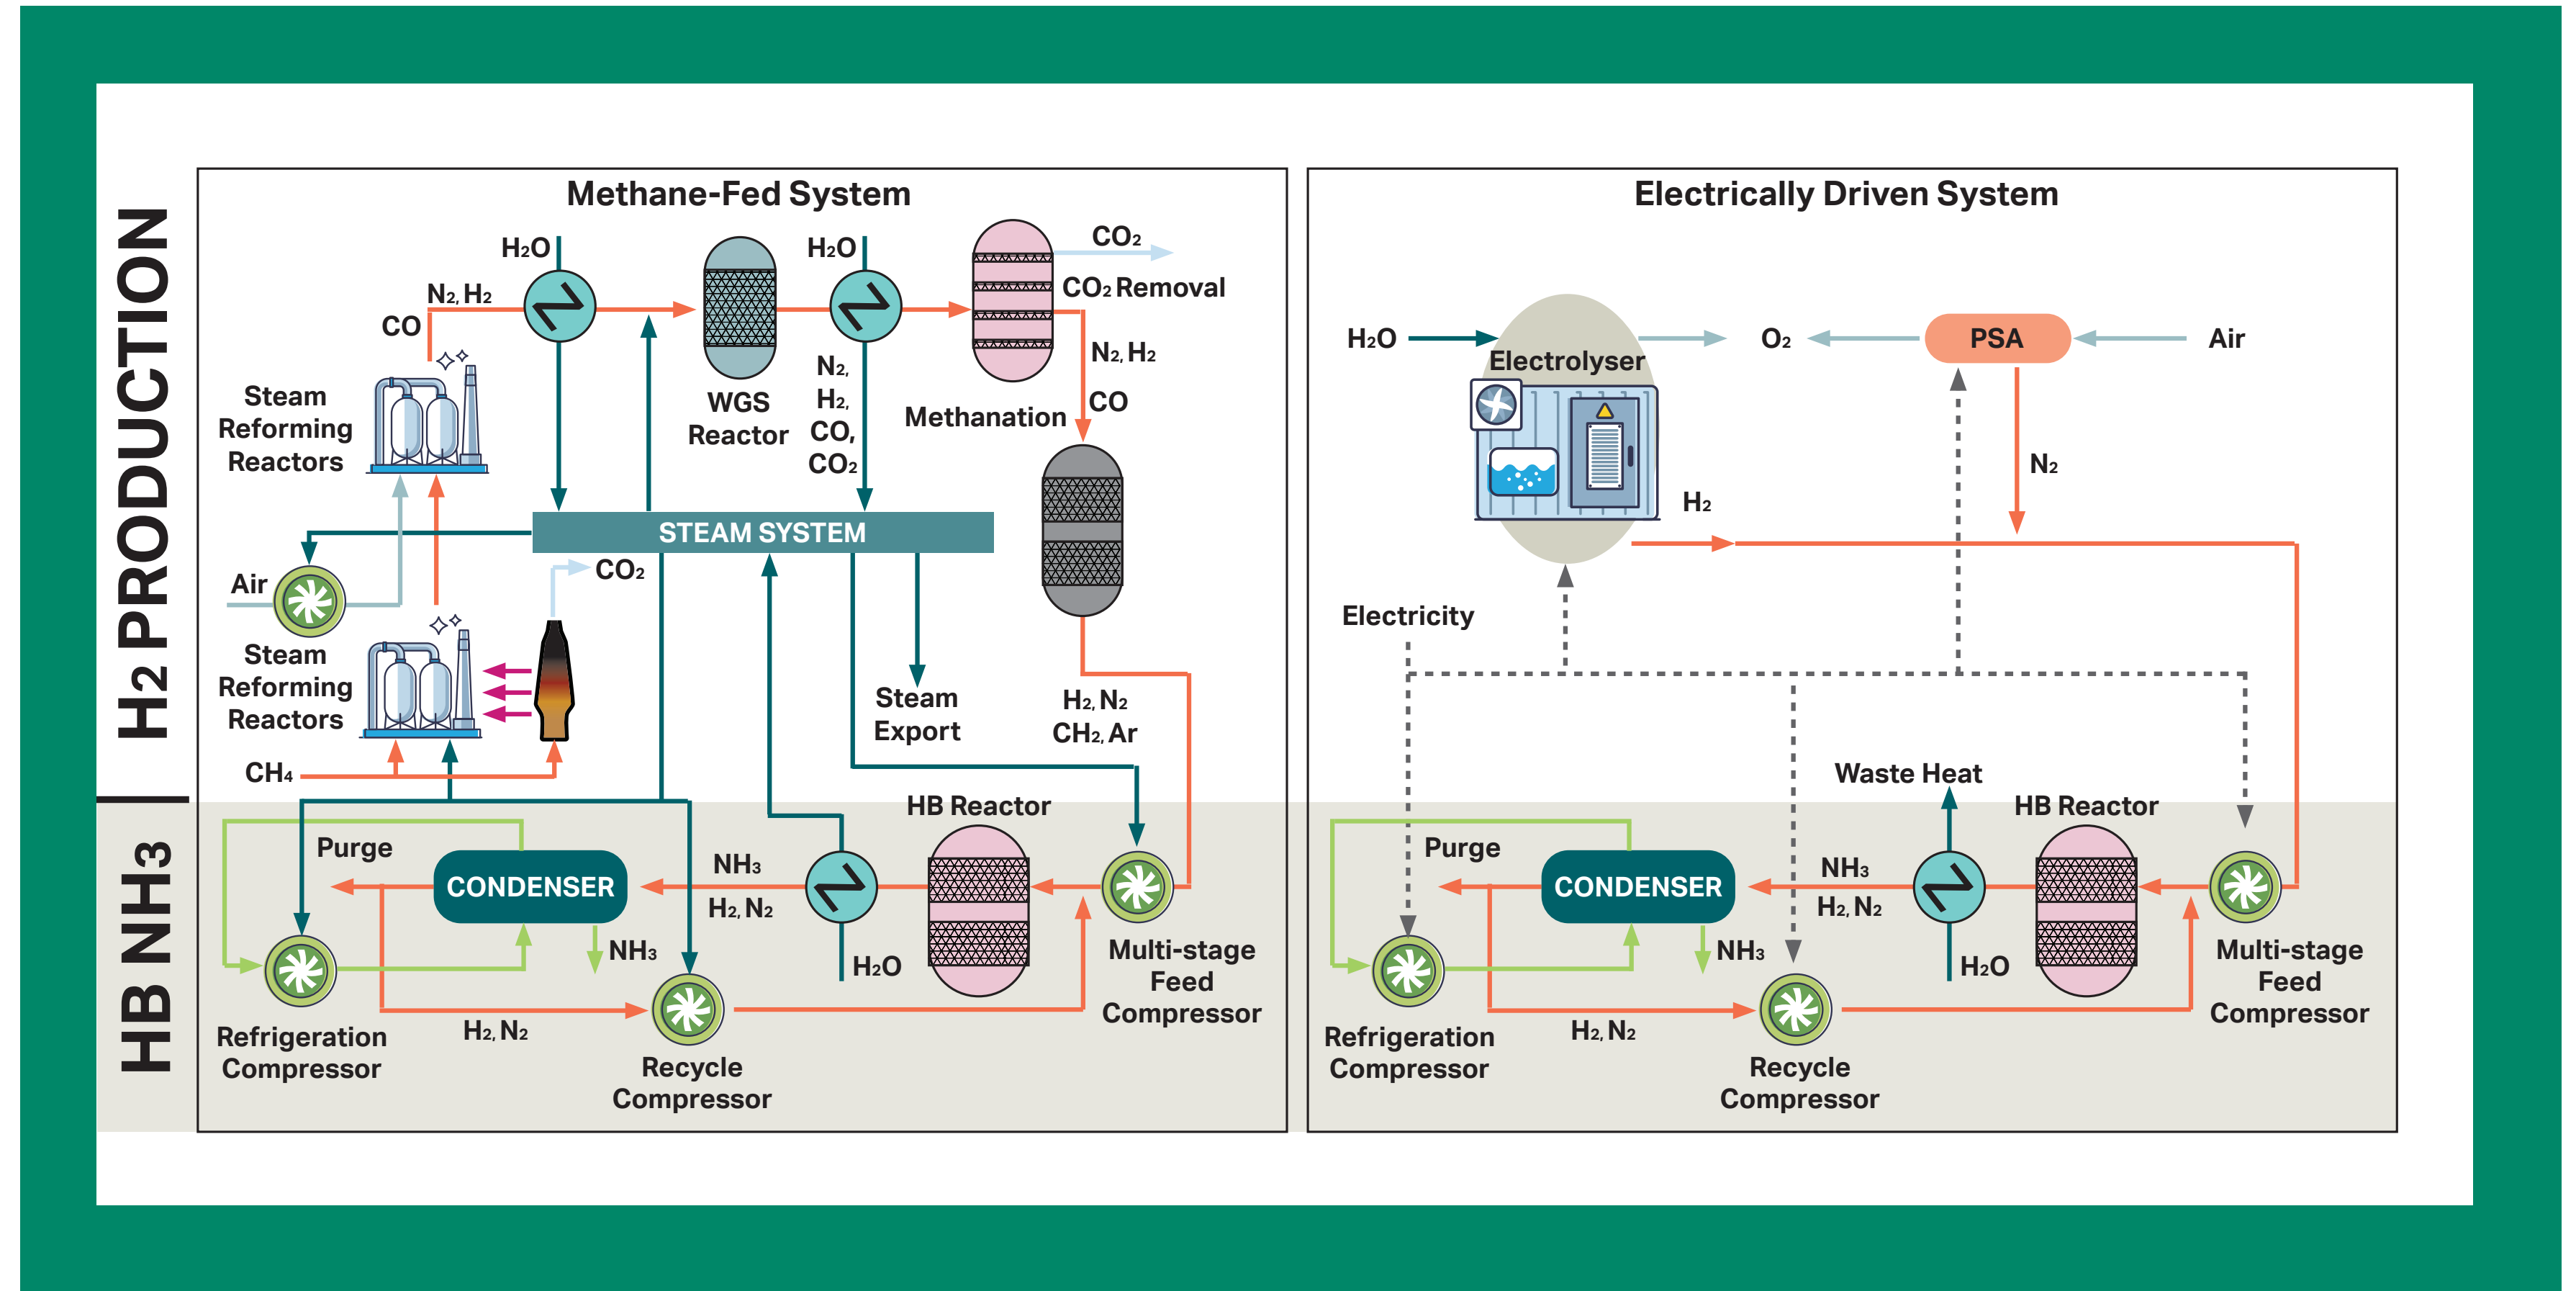 H2 PRODUCTION
HB NH3
Methane-Fed System
H2O
H2O
CO2
CO2 Removal
N2, H2
CO
N2, H2
CO
N2,
H2,
CO,
CO2
WGS
Reactor
Methanation
Steam
Reforming
Reactors
STEAM SYSTEM
CO2
Air
Steam
Reforming
Reactors
Steam
Export
H2, N2
CH2, Ar
CH4
HB Reactor
Purge
CONDENSER
NH3
H2, N2
NH3
H2O
Multi-stage
Feed
Compressor
Refrigeration
Compressor
H2, N2
Recycle
Compressor
Electrically Driven System
H2O
Electrolyser
O2
PSA
Air
N2
H2
Electricity
Waste Heat
HB Reactor
Purge
CONDENSER
NH3
H2, N2
NH3
H2O
Multi-stage
Feed
Compressor
Refrigeration
Compressor
H2, N2
Recycle
Compressor